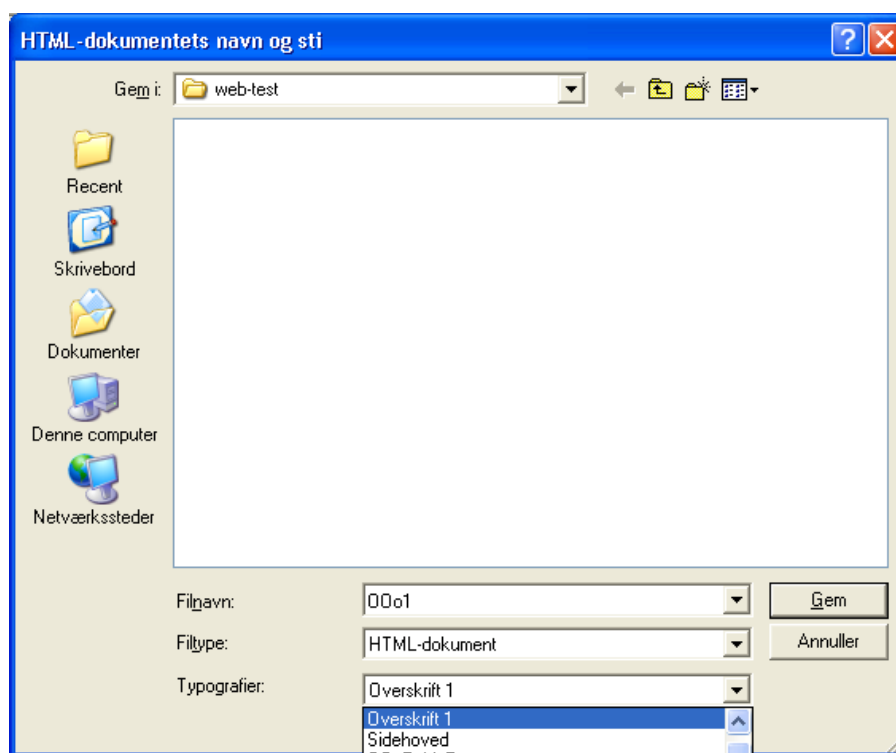 HTML-dokumentets navn og sti
Gem i: web-test
Recent
Skrivebord
Dokumenter
Denne computer
Netværkssteder
Filnavn: OOo1 Gem
Filtype: HTML-dokument Annuller
Typografier: Overskrift 1
Overskrift 1
Sidehoved